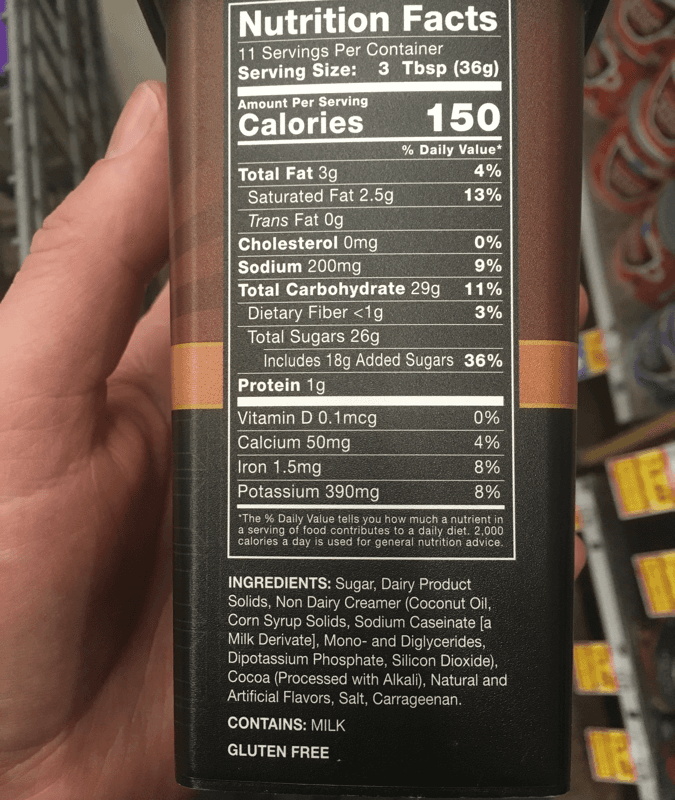 Nutrition Facts
11 Servings Per Container
Serving Size: 3 Tbsp (36g)
Amount Per Serving
Calories 150
% Daily Value*
Total Fat 3g 4%
Saturated Fat 2.5g 13%
Trans Fat 0g
Cholesterol 0mg 0%
Sodium 200mg 9%
Total Carbohydrate 29g 11%
Dietary Fiber <1g 3%
Total Sugars 26g
Includes 18g Added Sugars 36%
Protein 1g
Vitamin D 0.1mcg 0%
Calcium 50mg 4%
Iron 1.5mg 8%
Potassium 390mg 8%
*The % Daily Value tells you how much a nutrient in
a serving of food contributes to a daily diet. 2,000
calories a day is used for general nutrition advice.
INGREDIENTS: Sugar, Dairy Product
Solids, Non Dairy Creamer (Coconut Oil,
Corn Syrup Solids, Sodium Caseinate [a
Milk Derivate], Mono- and Diglycerides,
Dipotassium Phosphate, Silicon Dioxide),
Cocoa (Processed with Alkali), Natural and
Artificial Flavors, Salt, Carrageenan.
CONTAINS: MILK
GLUTEN FREE